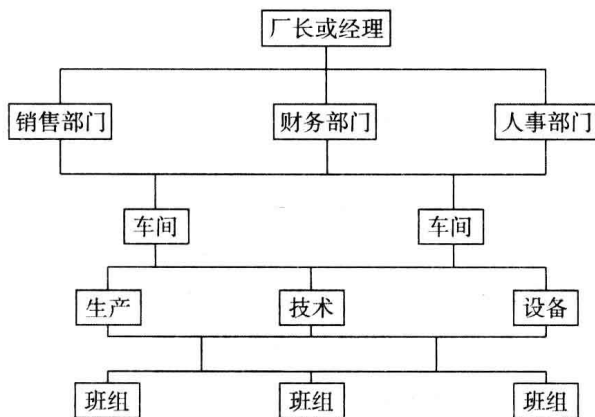 厂长或经理
销售部门 财务部门 人事部门
车间 车间
生产 技术 设备
班组 班组 班组